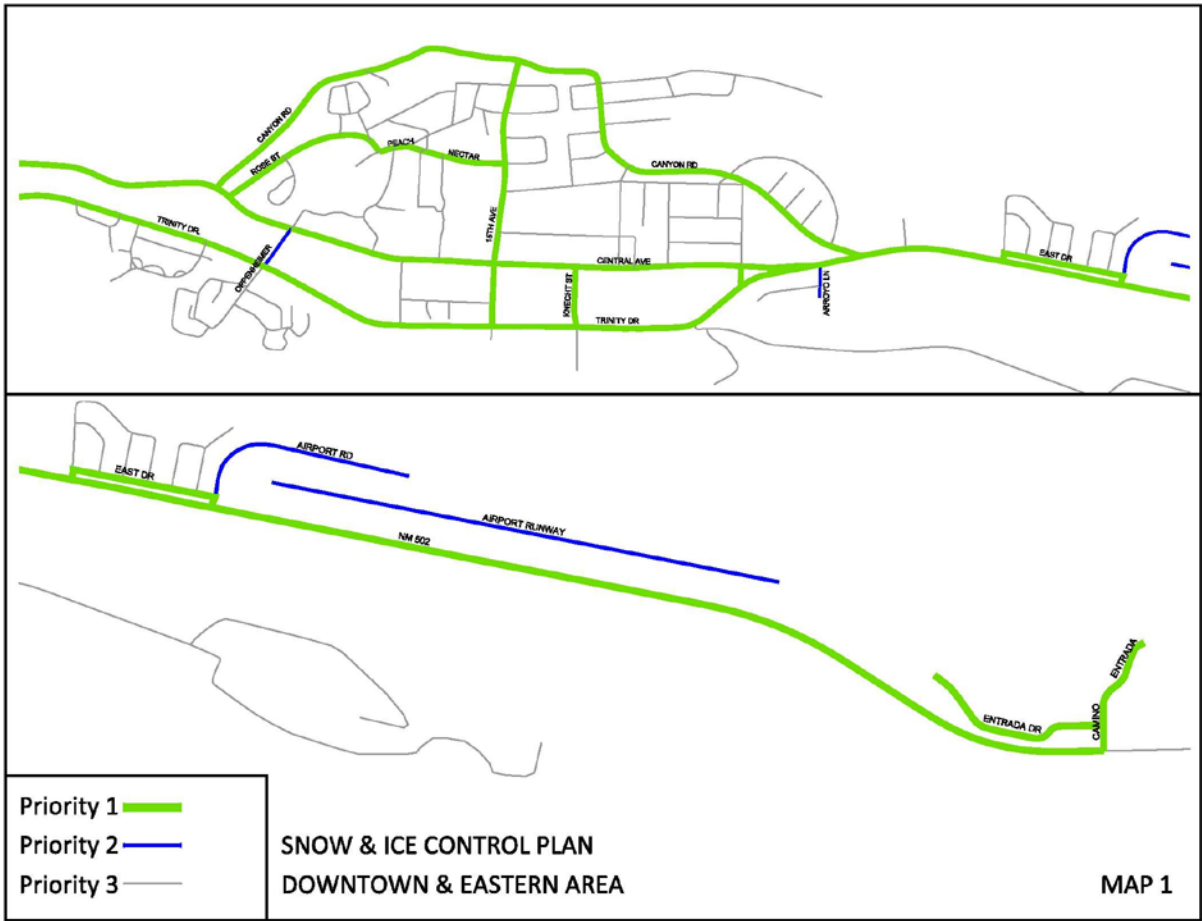 CANYON RD
ROSE ST
PEACH
NECTAR
CANYON RD
TRINITY DR.
OPPENHEIMER
15TH AVE
CENTRAL AVE
KNECHT ST
TRINITY DR
ARROYO LN
EAST DR
EAST DR
AIRPORT RD
AIRPORT RUNWAY
NM 502
ENTRADA DR
CAMINO
ENTRADA
Priority 1
Priority 2
Priority 3
SNOW & ICE CONTROL PLAN
DOWNTOWN & EASTERN AREA
MAP 1